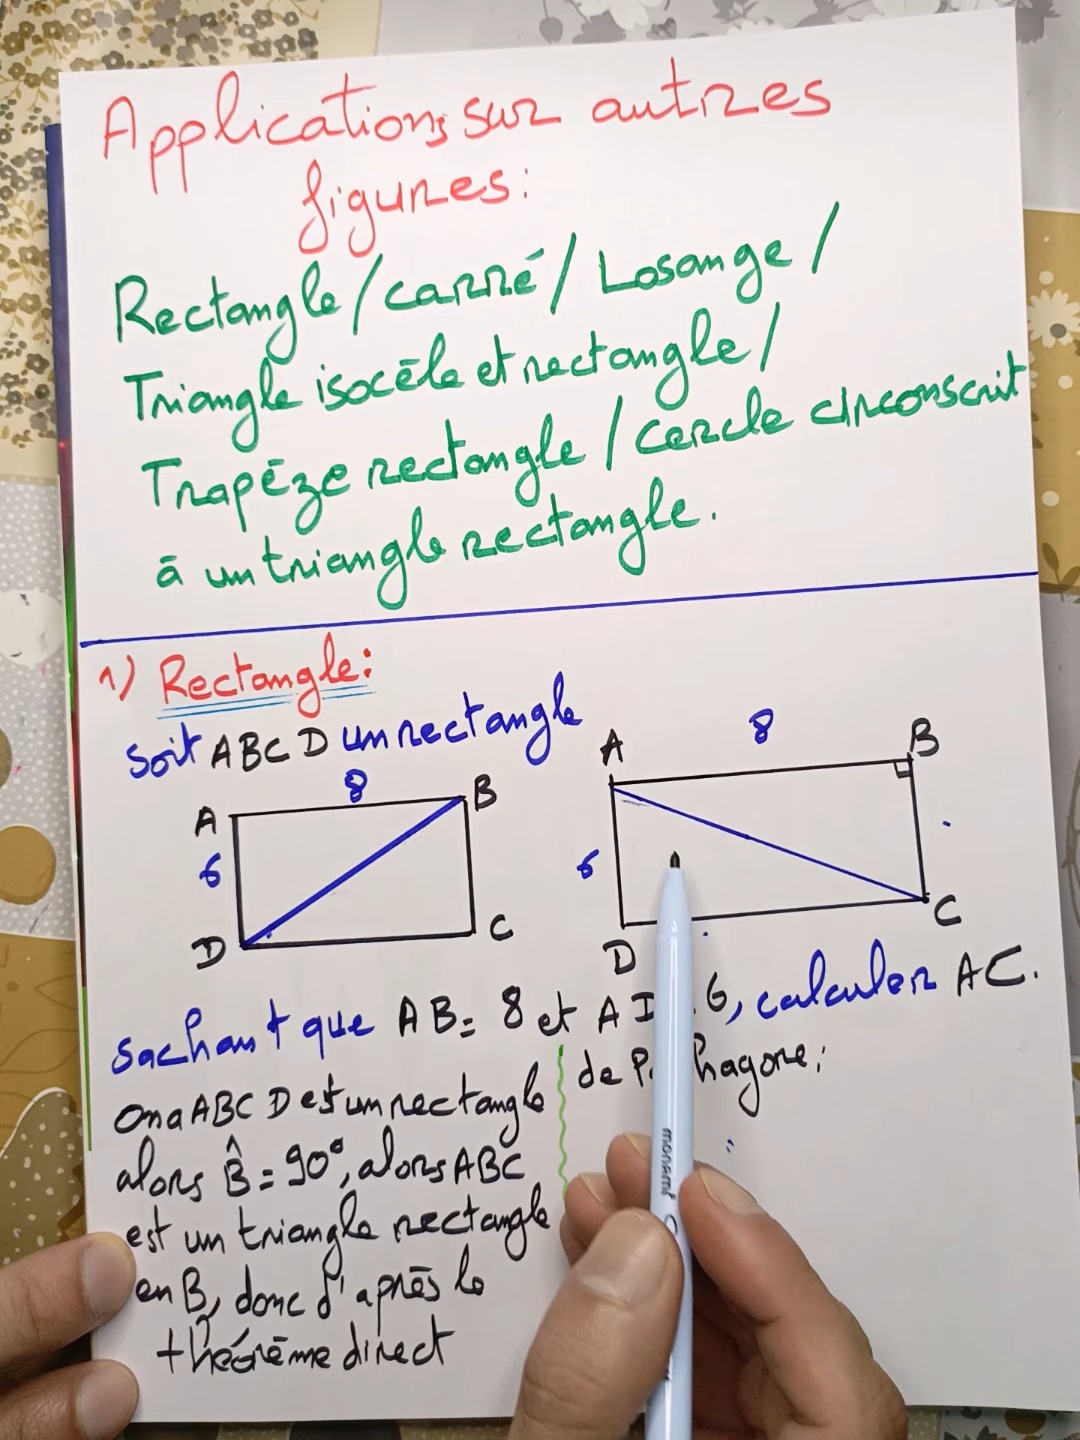 Applications sur autres
figures:
Rectangle/carré/Losange/
Triangle isocèle et rectangle/
Trapèze rectangle/cercle circonscrit
à un triangle rectangle.
1) Rectangle:
soit ABCD un rectangle
8
A B
6
D C
8
A B
6
D C
sachant que AB = 8 et AD 6, calculer AC.
On a ABCD est un rectangle
alors B̂ = 90°, alors ABC
est un triangle rectangle
en B, donc d'après le
théorème direct
de P hagore:
monami